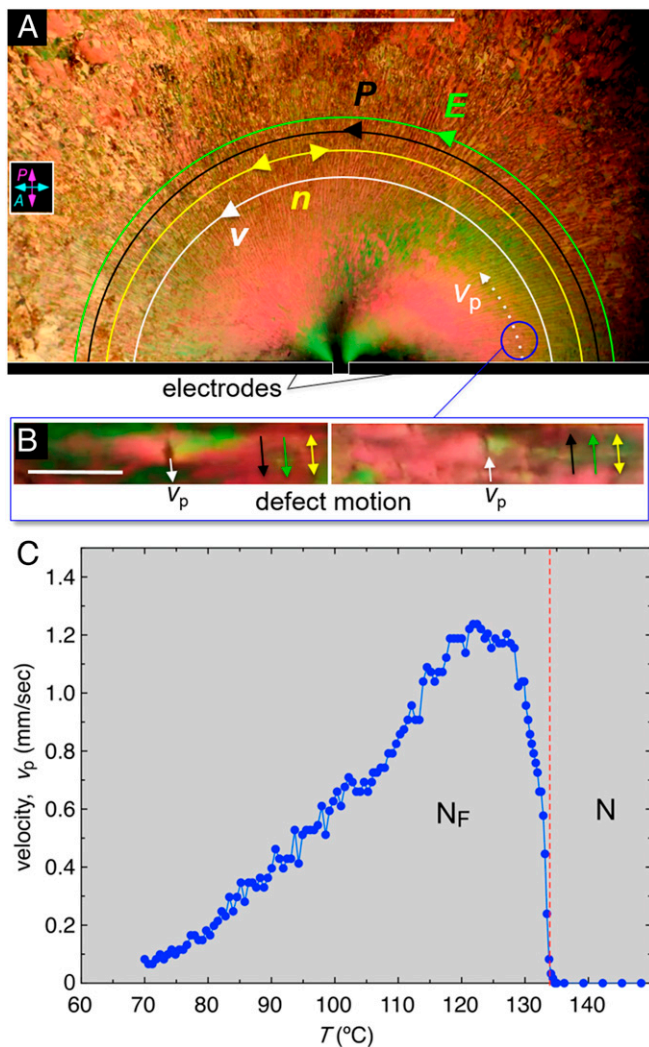 A
P
E
P
A
n
v
vp
electrodes
B
vp
defect motion
vp
C
velocity, vp (mm/sec)
1.4
1.2
1.0
0.8
0.6
0.4
0.2
0
NF
N
60 70 80 90 100 110 120 130 140
T (°C)